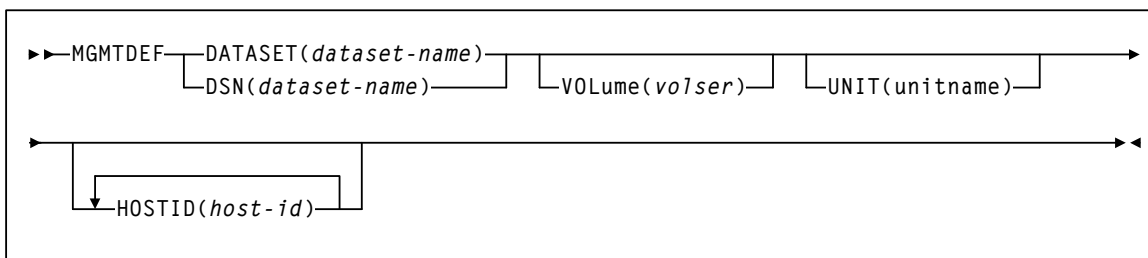 MGMTDEF DATASET(dataset-name)
DSN(dataset-name) VOLume(volser) UNIT(unitname)
HOSTID(host-id)